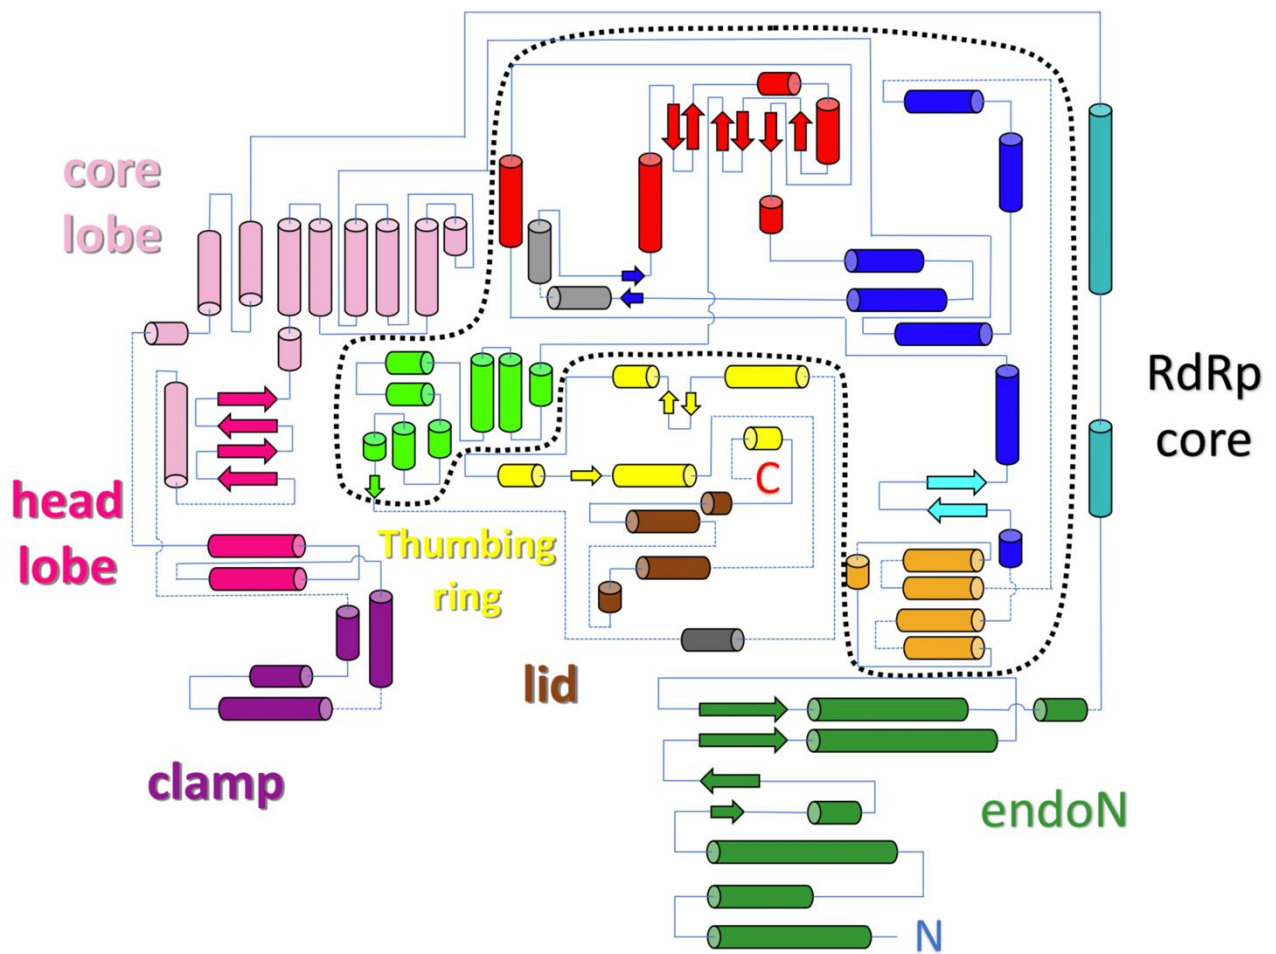 core
lobe
RdRp
core
head
lobe
C
Thumbing
ring
lid
clamp
endoN
N